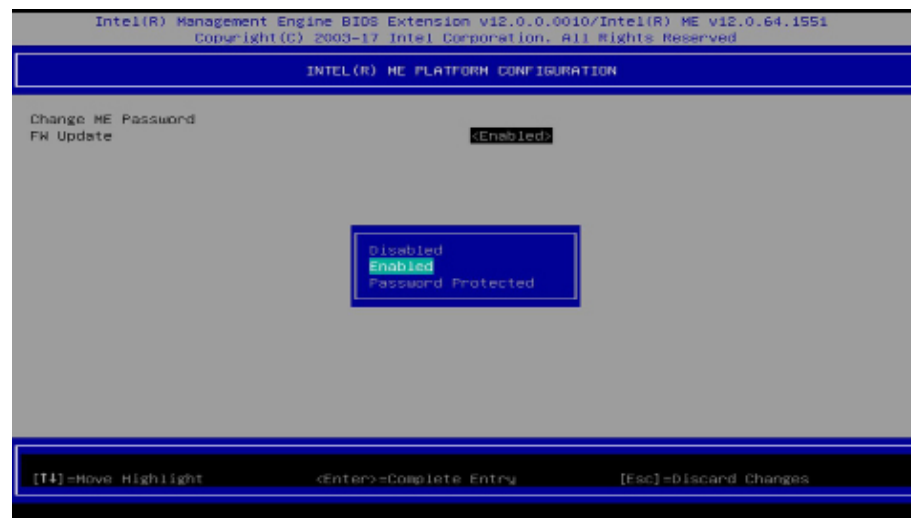 Intel(R) Management Engine BIOS Extension v12.0.0.0010/Intel(R) ME v12.0.64.1551
Copyright(C) 2003-17 Intel Corporation. All Rights Reserved
INTEL(R) ME PLATFORM CONFIGURATION
Change ME Password
FW Update <Enabled>
Disabled
Enabled
Password Protected
[↑↓]=Move Highlight <Enter>=Complete Entry [Esc]=Discard Changes